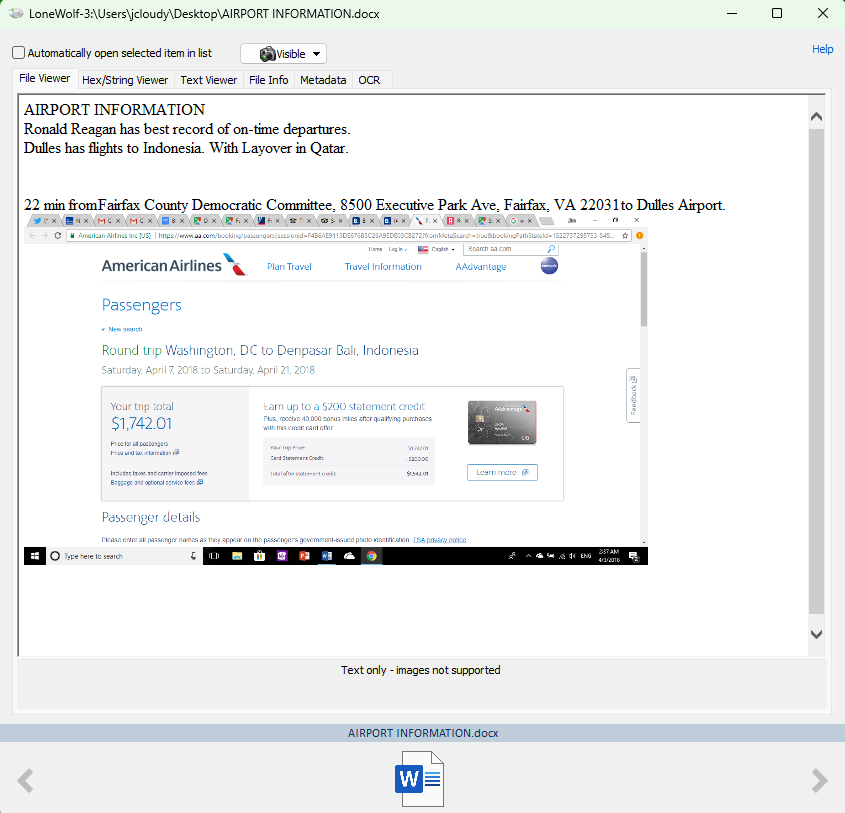 LoneWolf-3:\Users\jcloudy\Desktop\AIRPORT INFORMATION.docx
Automatically open selected item in list
Visible
Help
File Viewer
Hex/String Viewer
Text Viewer
File Info
Metadata
OCR
AIRPORT INFORMATION
Ronald Reagan has best record of on-time departures.
Dulles has flights to Indonesia. With Layover in Qatar.
22 min from Fairfax County Democratic Committee, 8500 Executive Park Ave, Fairfax, VA 22031 to Dulles Airport.
American Airlines Inc [US]
Home Log in English Search aa.com
American Airlines
Plan Travel
Travel Information
AAdvantage
Passengers
« New search
Round trip Washington, DC to Denpasar Bali, Indonesia
Saturday, April 7, 2018 to Saturday, April 21, 2018
Your trip total
$1,742.01
Price for all passengers
Price and tax information
Includes taxes and carrier imposed fees
Baggage and optional service fees
Earn up to a $200 statement credit
Plus, receive 40,000 bonus miles after qualifying purchases
with this credit card offer.
Your Trip Price: $1,742.01
Card Statement Credit: - $200.00
Total after statement credit: $1,542.01
AAdvantage
citi
Learn more
Feedback
Passenger details
Please enter all passenger names as they appear on the passenger's government-issued photo identification. TSA privacy notice
Type here to search
ENG
2:37 AM
4/3/2018
Text only - images not supported
AIRPORT INFORMATION.docx
W